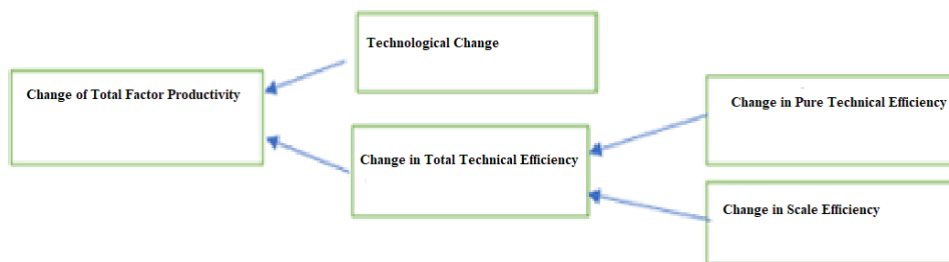 Technological Change
Change of Total Factor Productivity
Change in Pure Technical Efficiency
Change in Total Technical Efficiency
Change in Scale Efficiency